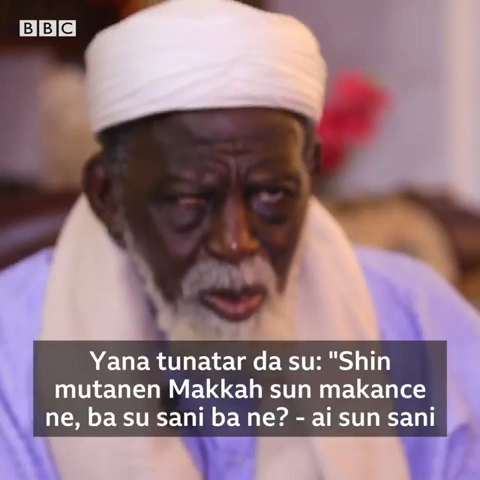 BBC
Yana tunatar da su: "Shin
mutanen Makkah sun makance
ne, ba su sani ba ne? - ai sun sani